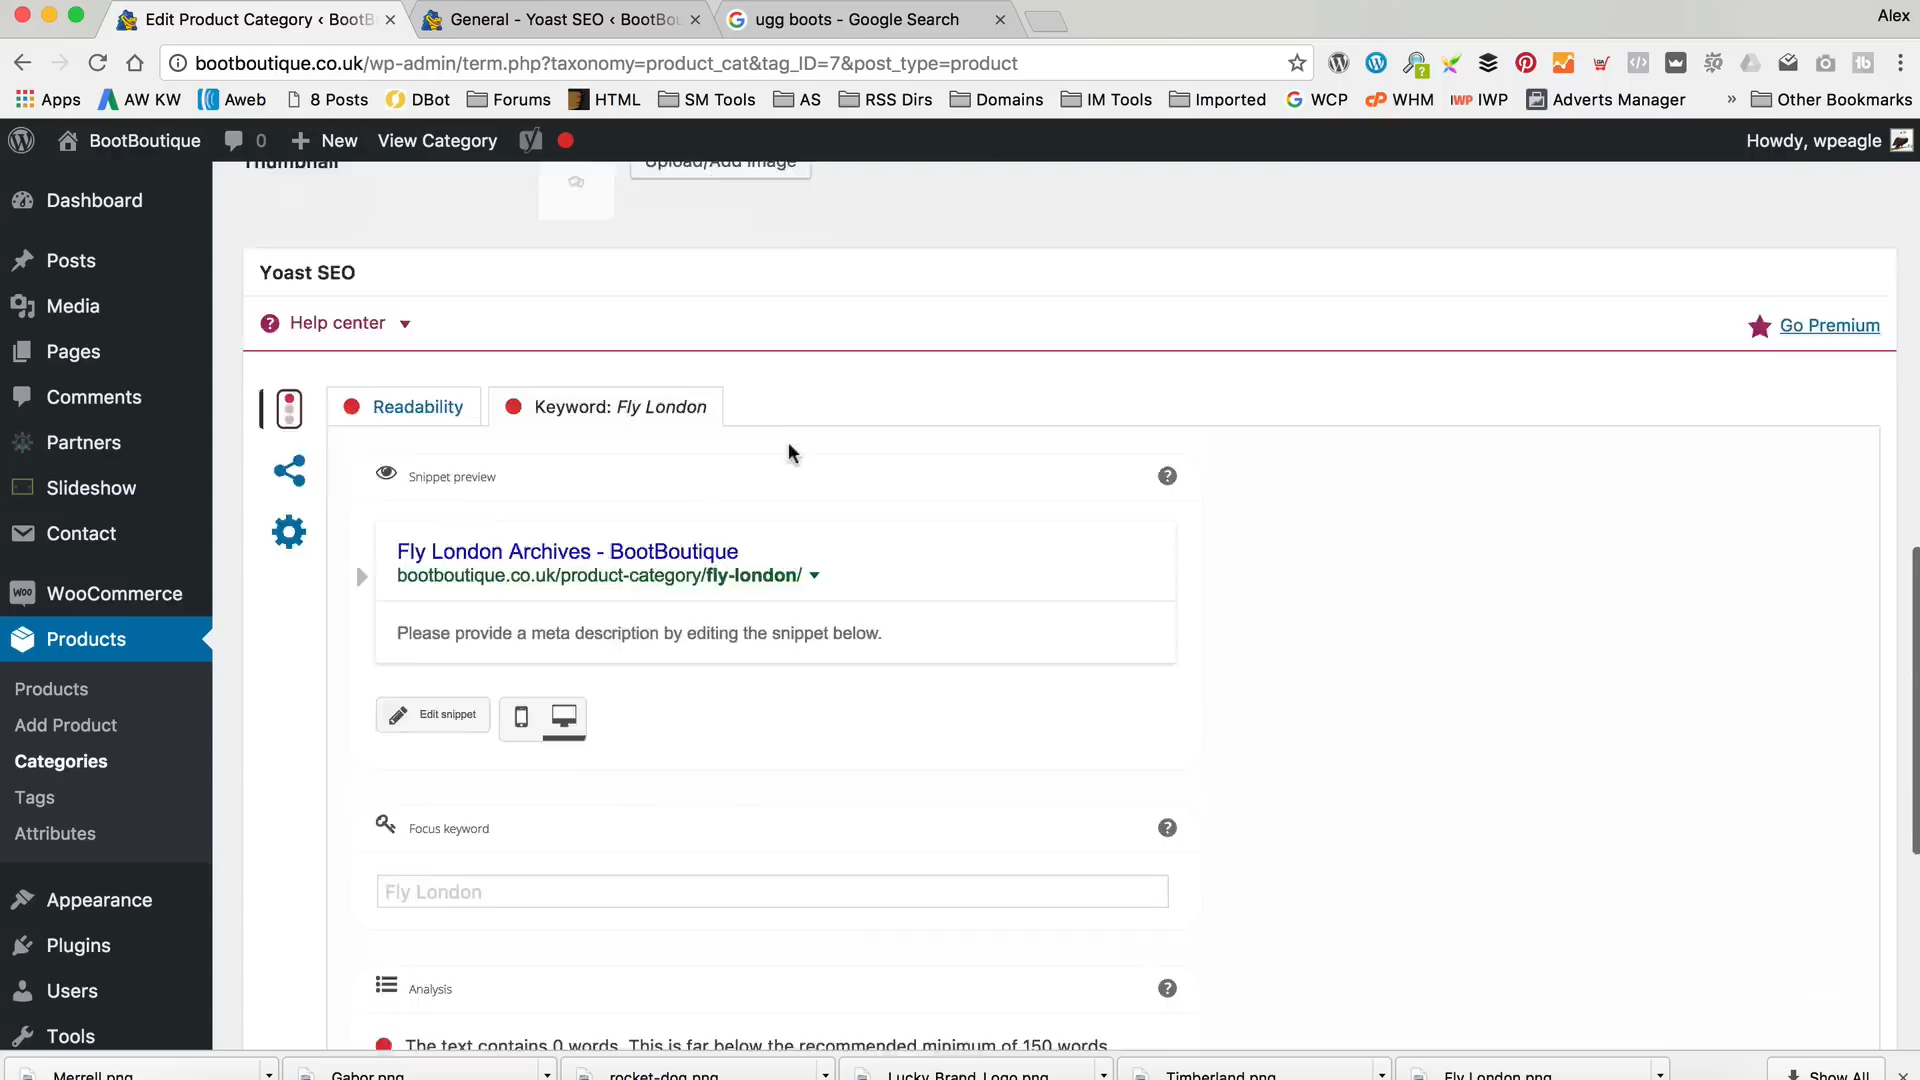 Edit Product Category ‹ BootB
General - Yoast SEO ‹ BootBo
ugg boots - Google Search
Alex
bootboutique.co.uk/wp-admin/term.php?taxonomy=product_cat&tag_ID=7&post_type=product
Apps
AW KW
Aweb
8 Posts
DBot
Forums
HTML
SM Tools
AS
RSS Dirs
Domains
IM Tools
Imported
WCP
WHM
IWP IWP
Adverts Manager
»
Other Bookmarks
BootBoutique
0
New
View Category
Howdy, wpeagle
Thumbnail
Upload/Add image
Dashboard
Posts
Media
Pages
Comments
Partners
Slideshow
Contact
WooCommerce
Products
Products
Add Product
Categories
Tags
Attributes
Appearance
Plugins
Users
Tools
Yoast SEO
Help center
Go Premium
Readability
Keyword: Fly London
Snippet preview
Fly London Archives - BootBoutique
bootboutique.co.uk/product-category/fly-london/
Please provide a meta description by editing the snippet below.
Edit snippet
Focus keyword
Fly London
Analysis
The text contains 0 words. This is far below the recommended minimum of 150 words.
Merrell.png
Gabor.png
rocket-dog.png
Lucky_Brand_Logo.png
Timberland.png
Fly London.png
Show All